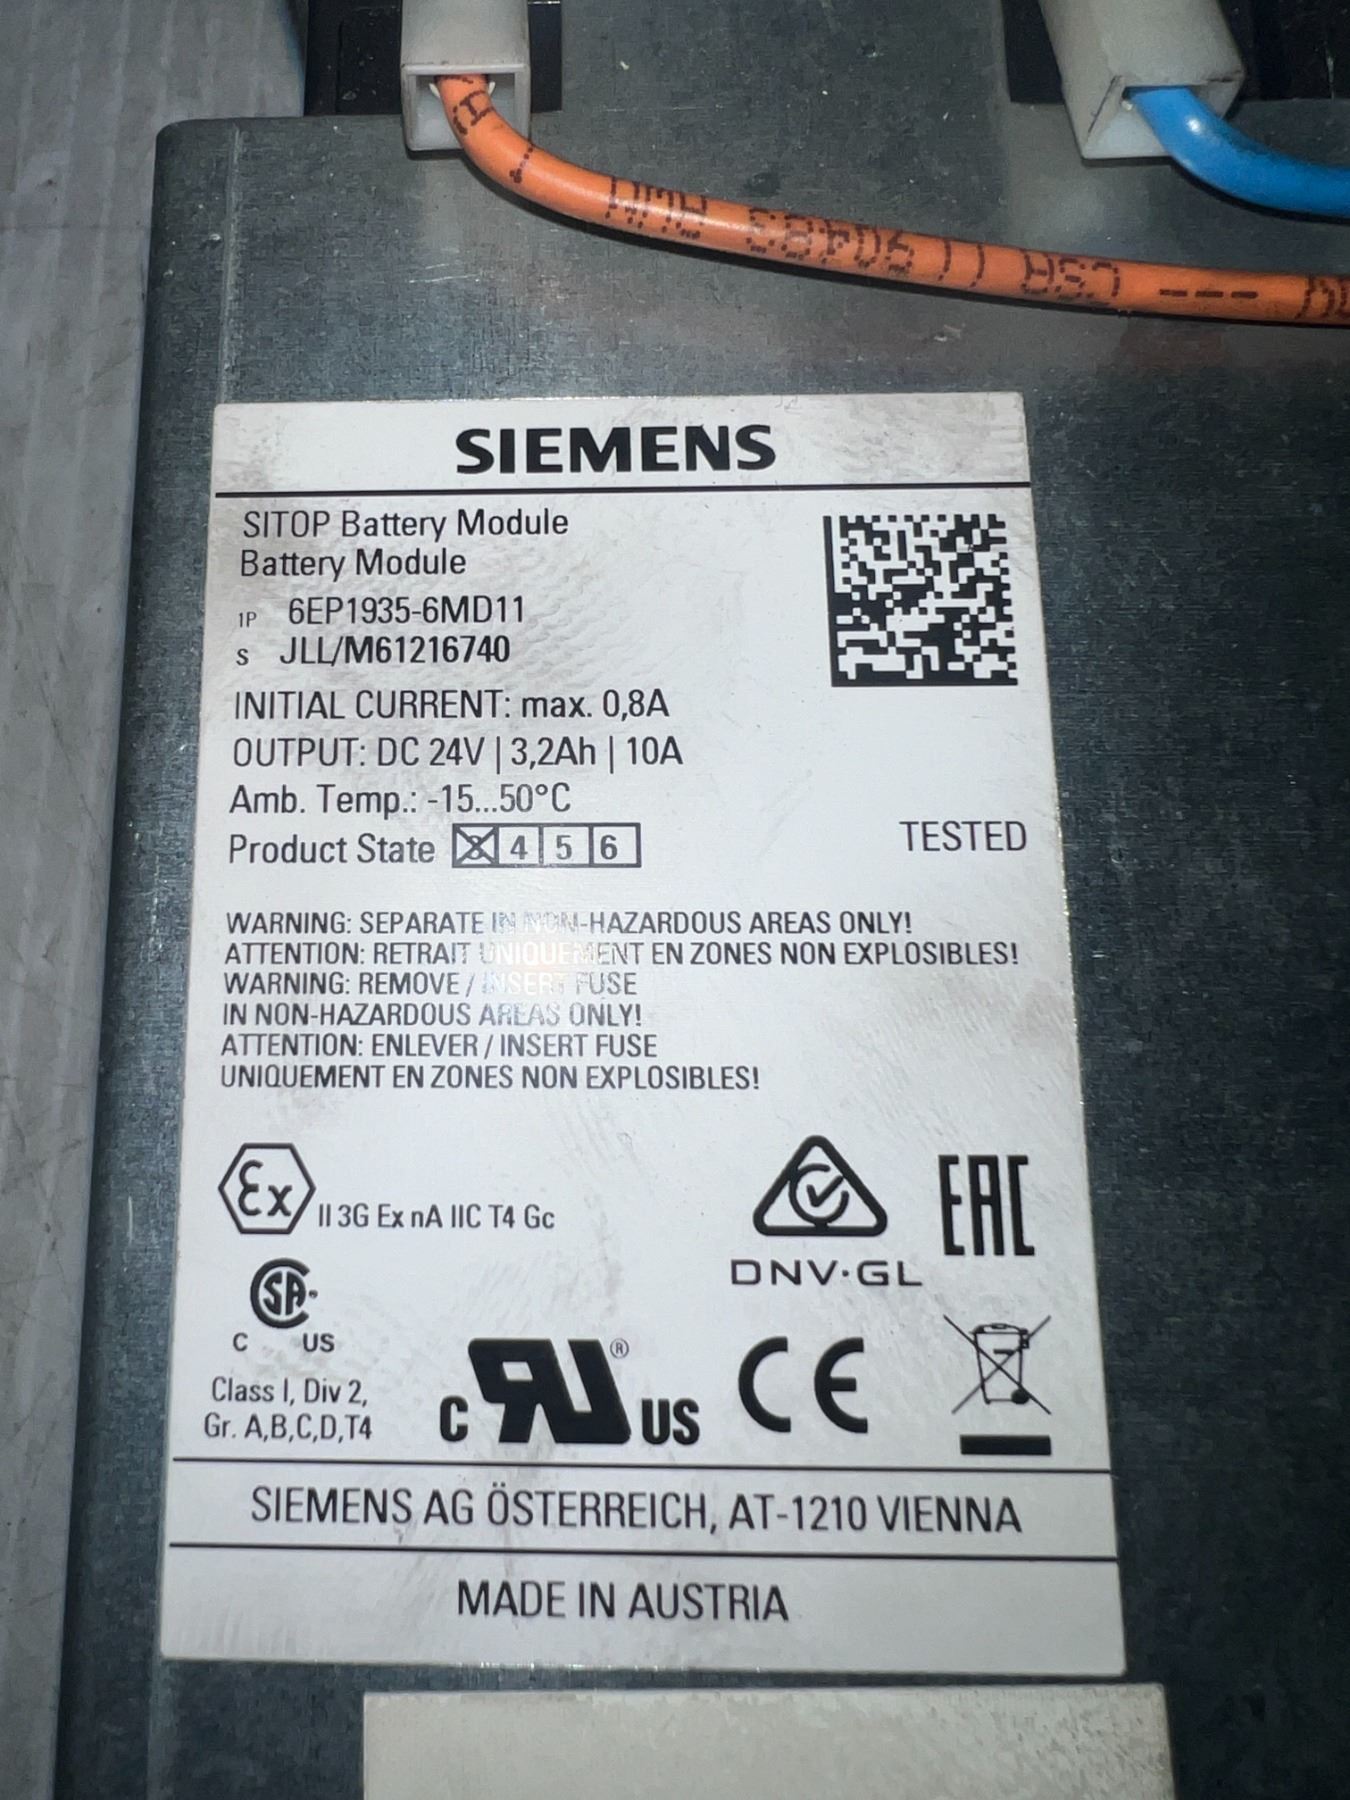 AWM
SIEMENS
SITOP Battery Module
Battery Module
1P 6EP1935-6MD11
S JLL/M61216740
INITIAL CURRENT: max. 0,8A
OUTPUT: DC 24V | 3,2Ah | 10A
Amb. Temp.: -15...50°C
Product State 3 4 5 6
TESTED
WARNING: SEPARATE IN NON-HAZARDOUS AREAS ONLY!
ATTENTION: RETRAIT UNIQUEMENT EN ZONES NON EXPLOSIBLES!
WARNING: REMOVE / INSERT FUSE
IN NON-HAZARDOUS AREAS ONLY!
ATTENTION: ENLEVER / INSERT FUSE
UNIQUEMENT EN ZONES NON EXPLOSIBLES!
Ex II 3G Ex nA IIC T4 Gc
EAC
DNV·GL
SA
C US
Class I, Div 2,
Gr. A,B,C,D,T4
C RU® US
CE
SIEMENS AG ÖSTERREICH, AT-1210 VIENNA
MADE IN AUSTRIA